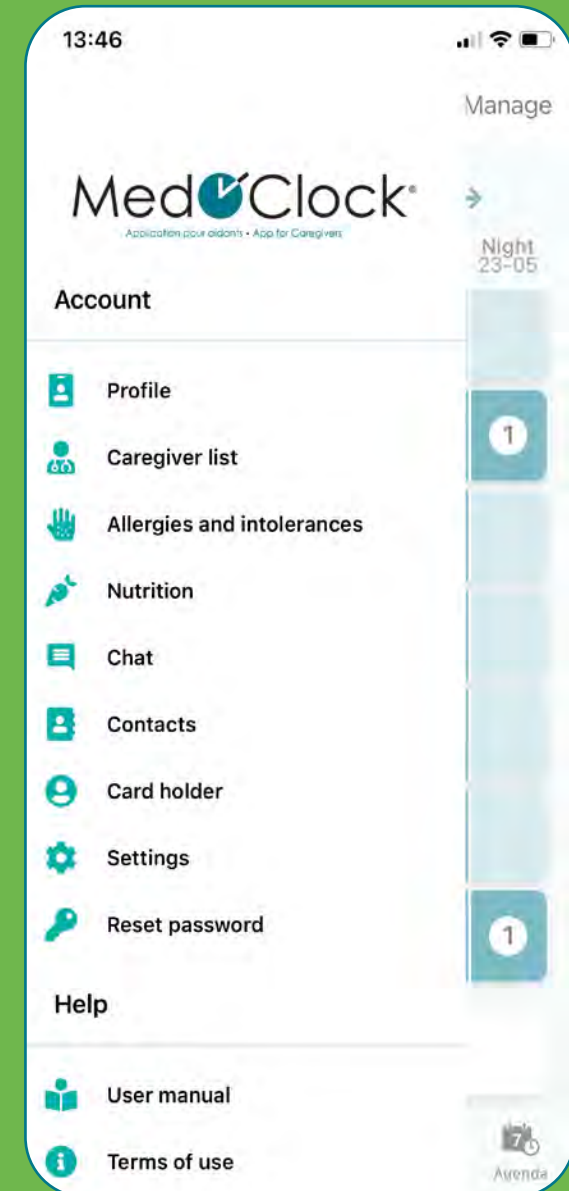 13:46
Manage
MedClock®
Application pour aidants • App for Caregivers
Night
23-05
Account
Profile
Caregiver list
1
Allergies and intolerances
Nutrition
Chat
Contacts
Card holder
Settings
Reset password
1
Help
User manual
Terms of use
7
Agenda